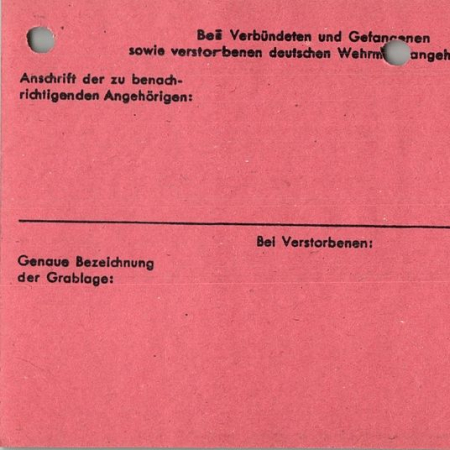 Bei Verbündeten und Gefangenen
sowie verstorbenen deutschen
Anschrift der zu benach-
richtigenden Angehörigen:
Bei Verstorbenen:
Genaue Bezeichnung
der Grablage: